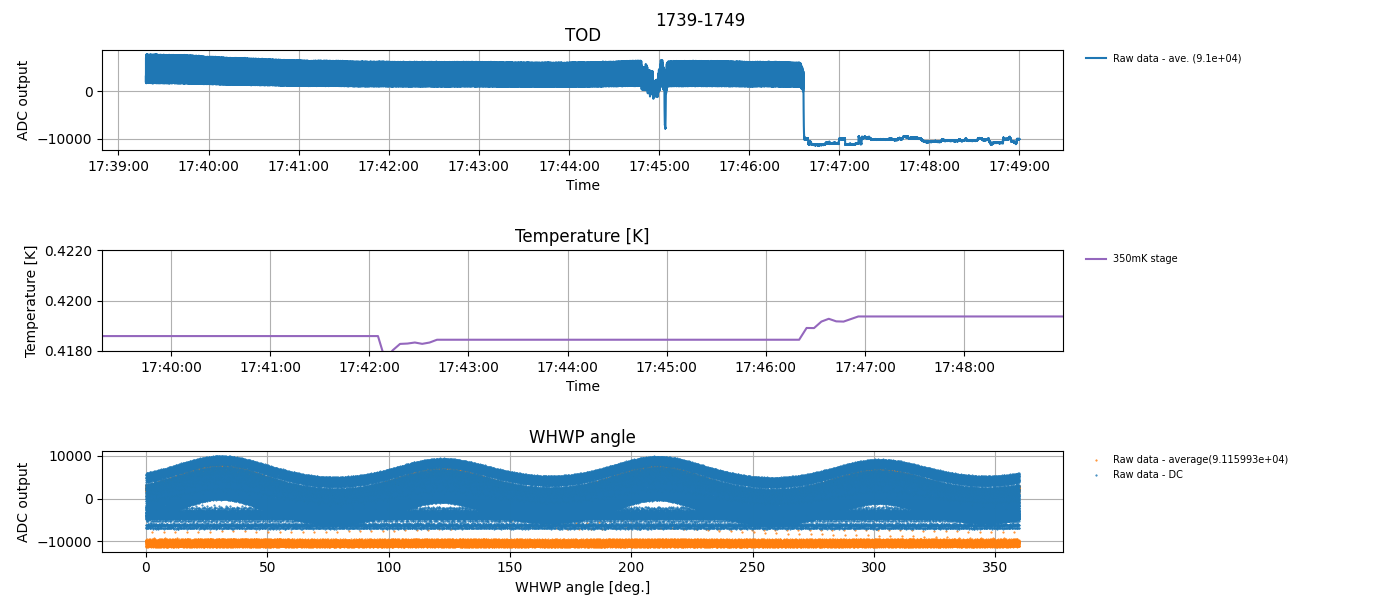 1739-1749
TOD
ADC output
0
−10000
17:39:00 17:40:00 17:41:00 17:42:00 17:43:00 17:44:00 17:45:00 17:46:00 17:47:00 17:48:00 17:49:00
Time
Raw data - ave. (9.1e+04)
Temperature [K]
Temperature [K]
0.4220
0.4200
0.4180
17:40:00 17:41:00 17:42:00 17:43:00 17:44:00 17:45:00 17:46:00 17:47:00 17:48:00
Time
350mK stage
WHWP angle
ADC output
10000
0
−10000
0 50 100 150 200 250 300 350
WHWP angle [deg.]
Raw data - average(9.115993e+04)
Raw data - DC